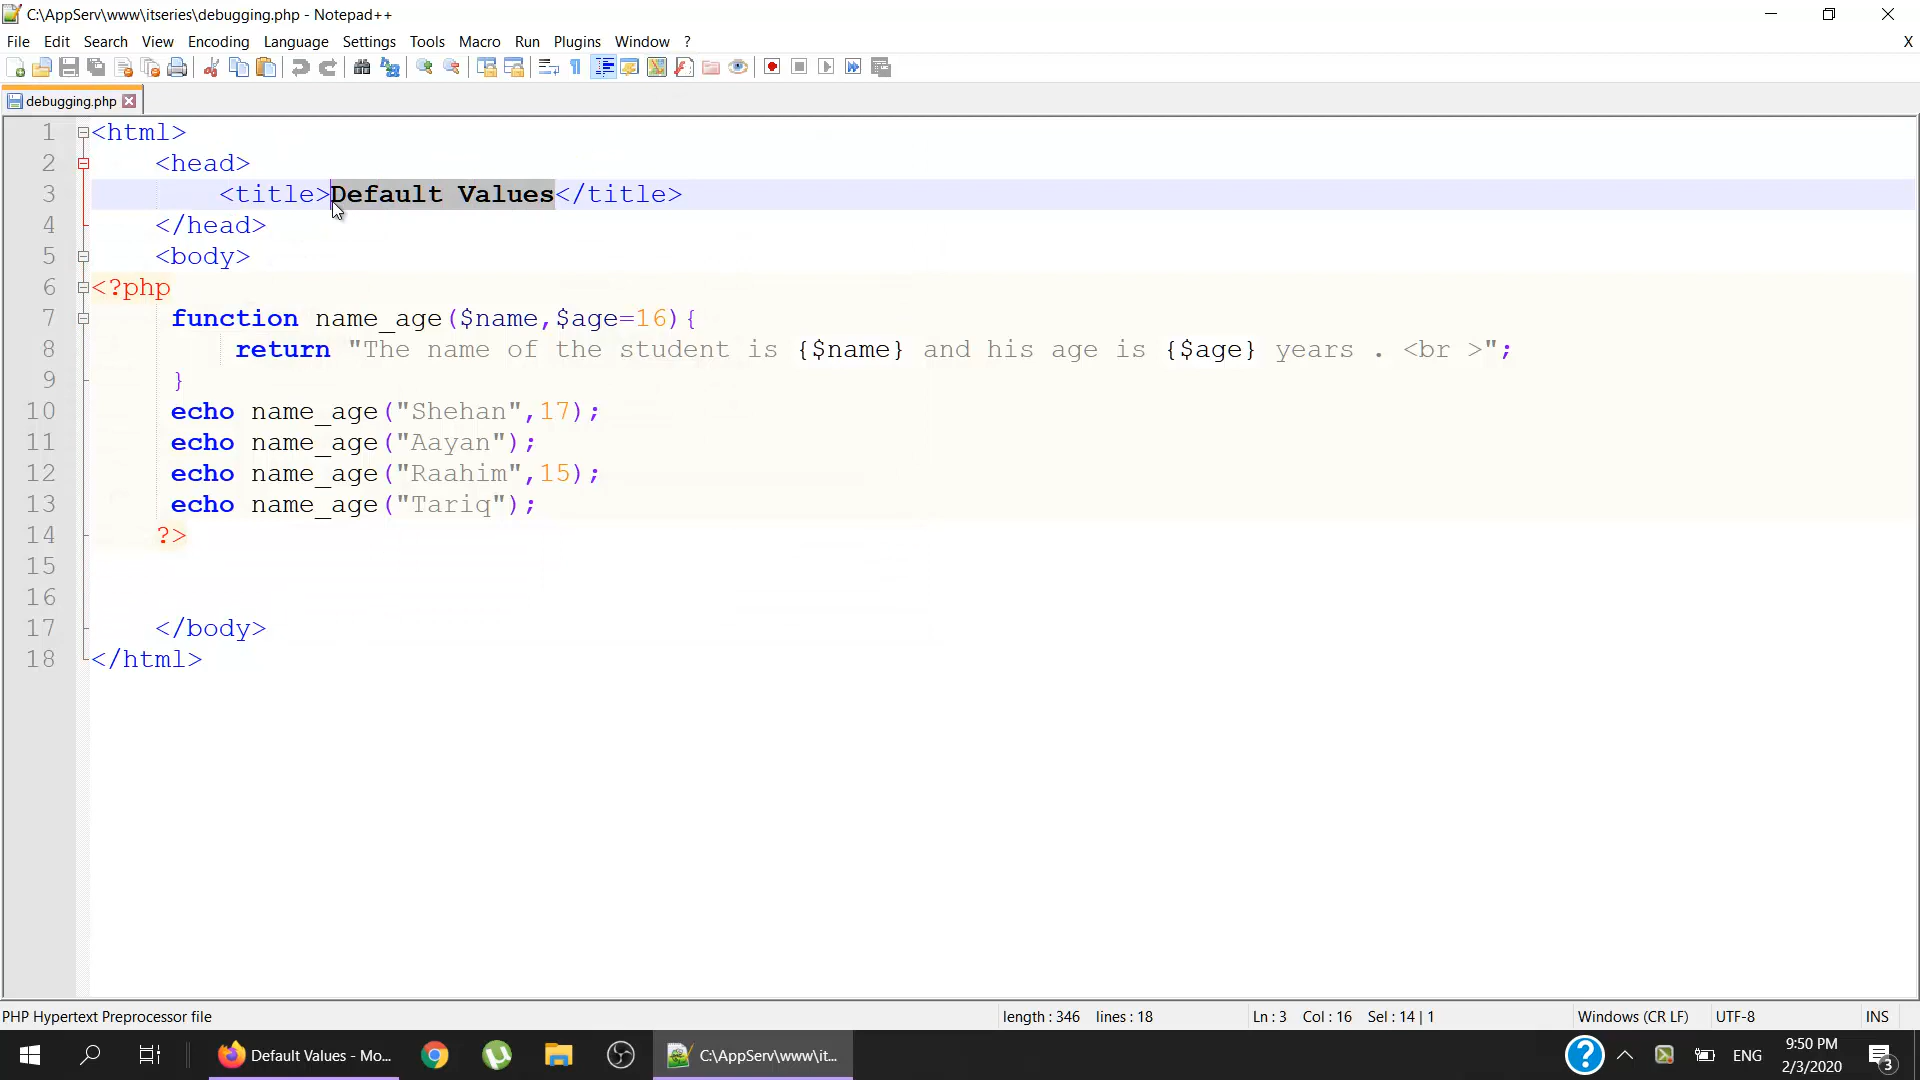 C:\AppServ\www\itseries\debugging.php - Notepad++
File Edit Search View Encoding Language Settings Tools Macro Run Plugins Window ? X
debugging.php
1 <html>
2 <head>
3 <title>Default Values</title>
4 </head>
5 <body>
6 <?php
7 function name_age($name,$age=16){
8 return "The name of the student is {$name} and his age is {$age} years . <br >";
9 }
10 echo name_age("Shehan",17);
11 echo name_age("Aayan");
12 echo name_age("Raahim",15);
13 echo name_age("Tariq");
14 ?>
15
16
17 </body>
18 </html>
PHP Hypertext Preprocessor file length : 346 lines : 18 Ln : 3 Col : 16 Sel : 14 | 1 Windows (CR LF) UTF-8 INS
Default Values - Mo... C:\AppServ\www\it... ? ENG 9:50 PM
2/3/2020 3